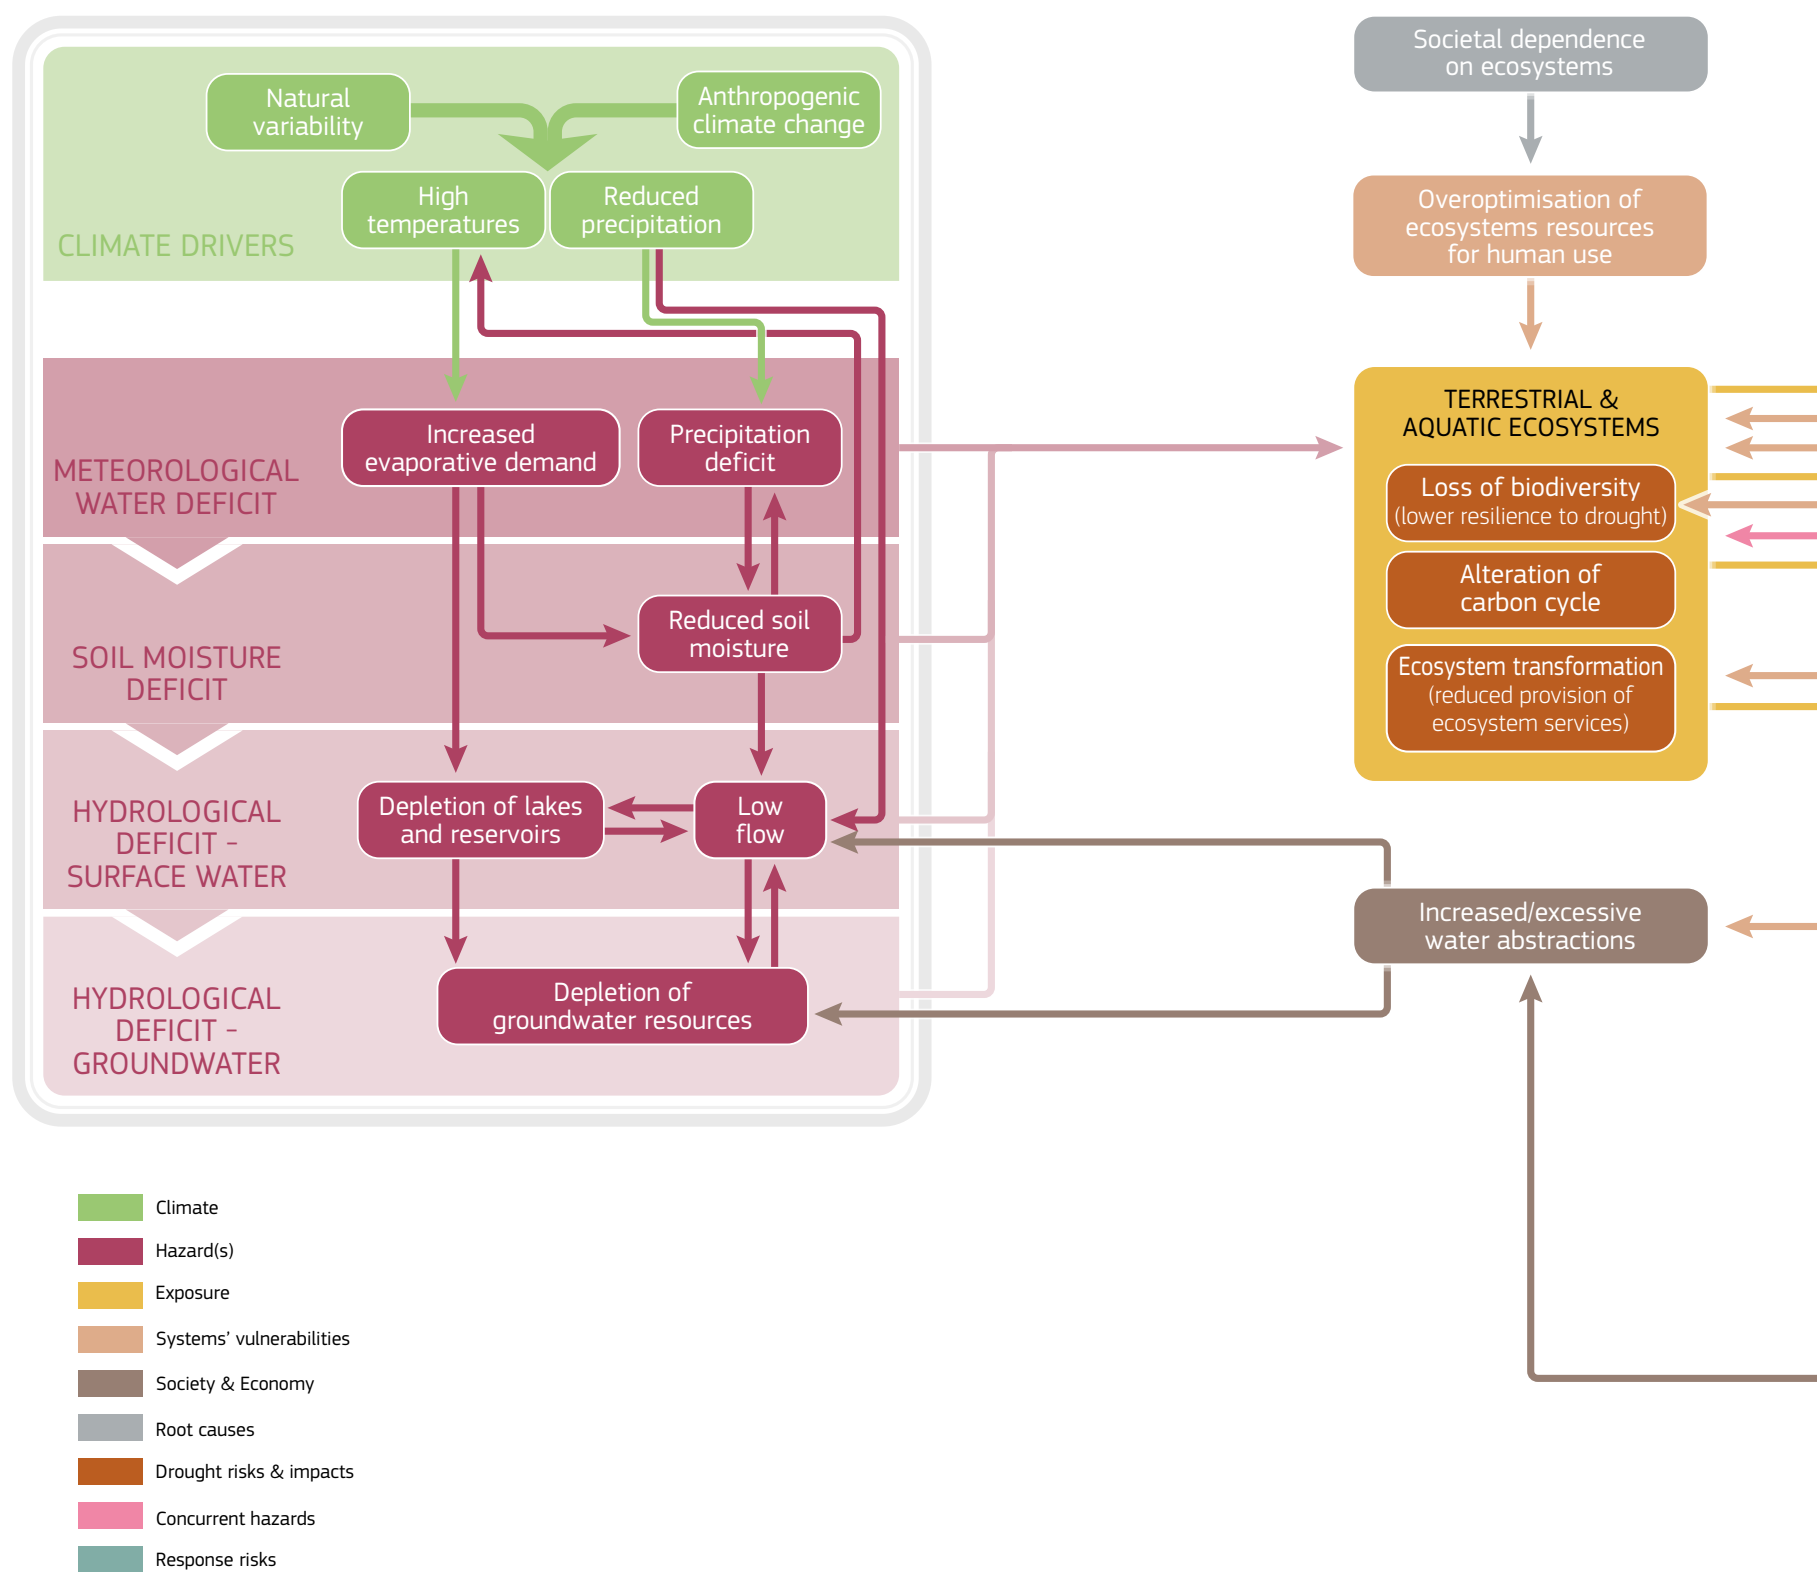 Natural
variability
Anthropogenic
climate change
High
temperatures
Reduced
precipitation
CLIMATE DRIVERS
Increased
evaporative demand
Precipitation
deficit
METEOROLOGICAL
WATER DEFICIT
Reduced soil
moisture
SOIL MOISTURE
DEFICIT
Depletion of lakes
and reservoirs
Low
flow
HYDROLOGICAL
DEFICIT –
SURFACE WATER
Depletion of
groundwater resources
HYDROLOGICAL
DEFICIT –
GROUNDWATER
Societal dependence
on ecosystems
Overoptimisation of
ecosystems resources
for human use
TERRESTRIAL &
AQUATIC ECOSYSTEMS
Loss of biodiversity
(lower resilience to drought)
Alteration of
carbon cycle
Ecosystem transformation
(reduced provision of
ecosystem services)
Increased/excessive
water abstractions
Climate
Hazard(s)
Exposure
Systems’ vulnerabilities
Society & Economy
Root causes
Drought risks & impacts
Concurrent hazards
Response risks